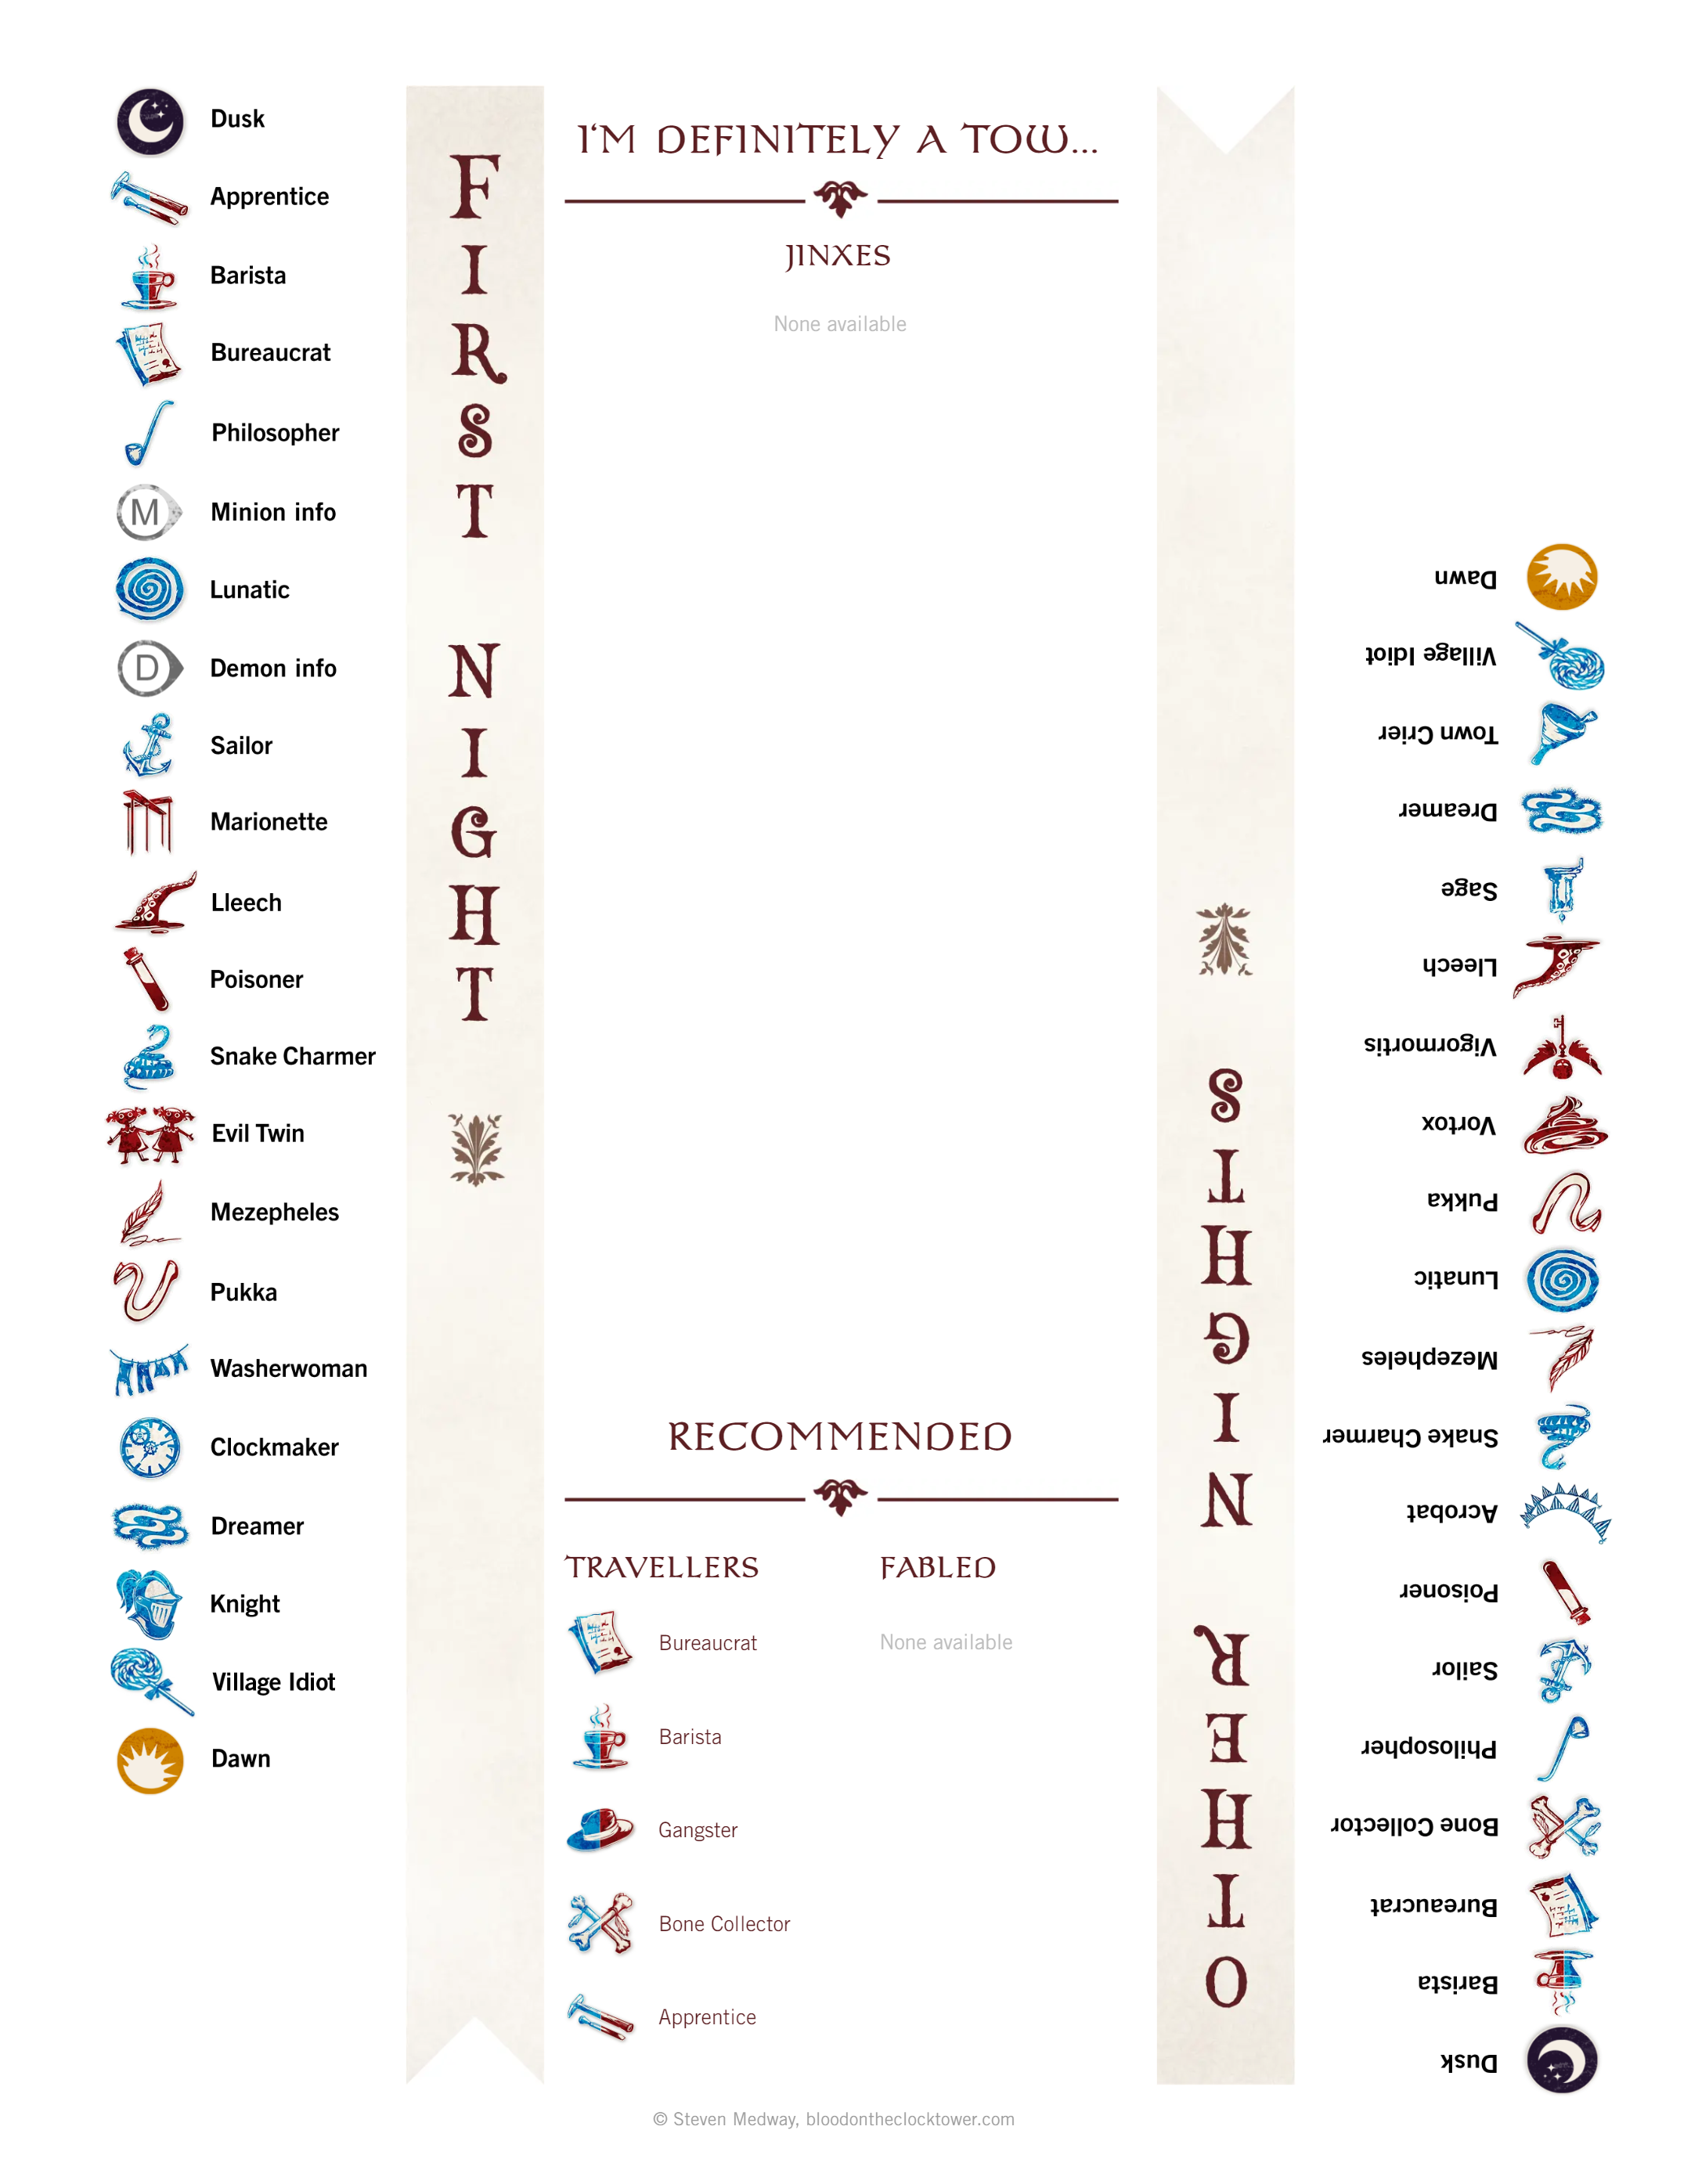 Dusk
Apprentice
Barista
Bureaucrat
Philosopher
M
Minion info
Lunatic
D
Demon info
Sailor
Marionette
Lleech
Poisoner
Snake Charmer
Evil Twin
Mezepheles
Pukka
Washerwoman
Clockmaker
Dreamer
Knight
Village Idiot
Dawn
FIRST NIGHT
I'M DEFINITELY A TOW...
JINXES
None available
RECOMMENDED
TRAVELLERS
Bureaucrat
Barista
Gangster
Bone Collector
Apprentice
FABLED
None available
OTHER NIGHTS
Dusk
Barista
Bureaucrat
Bone Collector
Philosopher
Sailor
Poisoner
Acrobat
Snake Charmer
Mezepheles
Lunatic
Pukka
Vortox
Vigormortis
Lleech
Sage
Dreamer
Town Crier
Village Idiot
Dawn
© Steven Medway, bloodontheclocktower.com